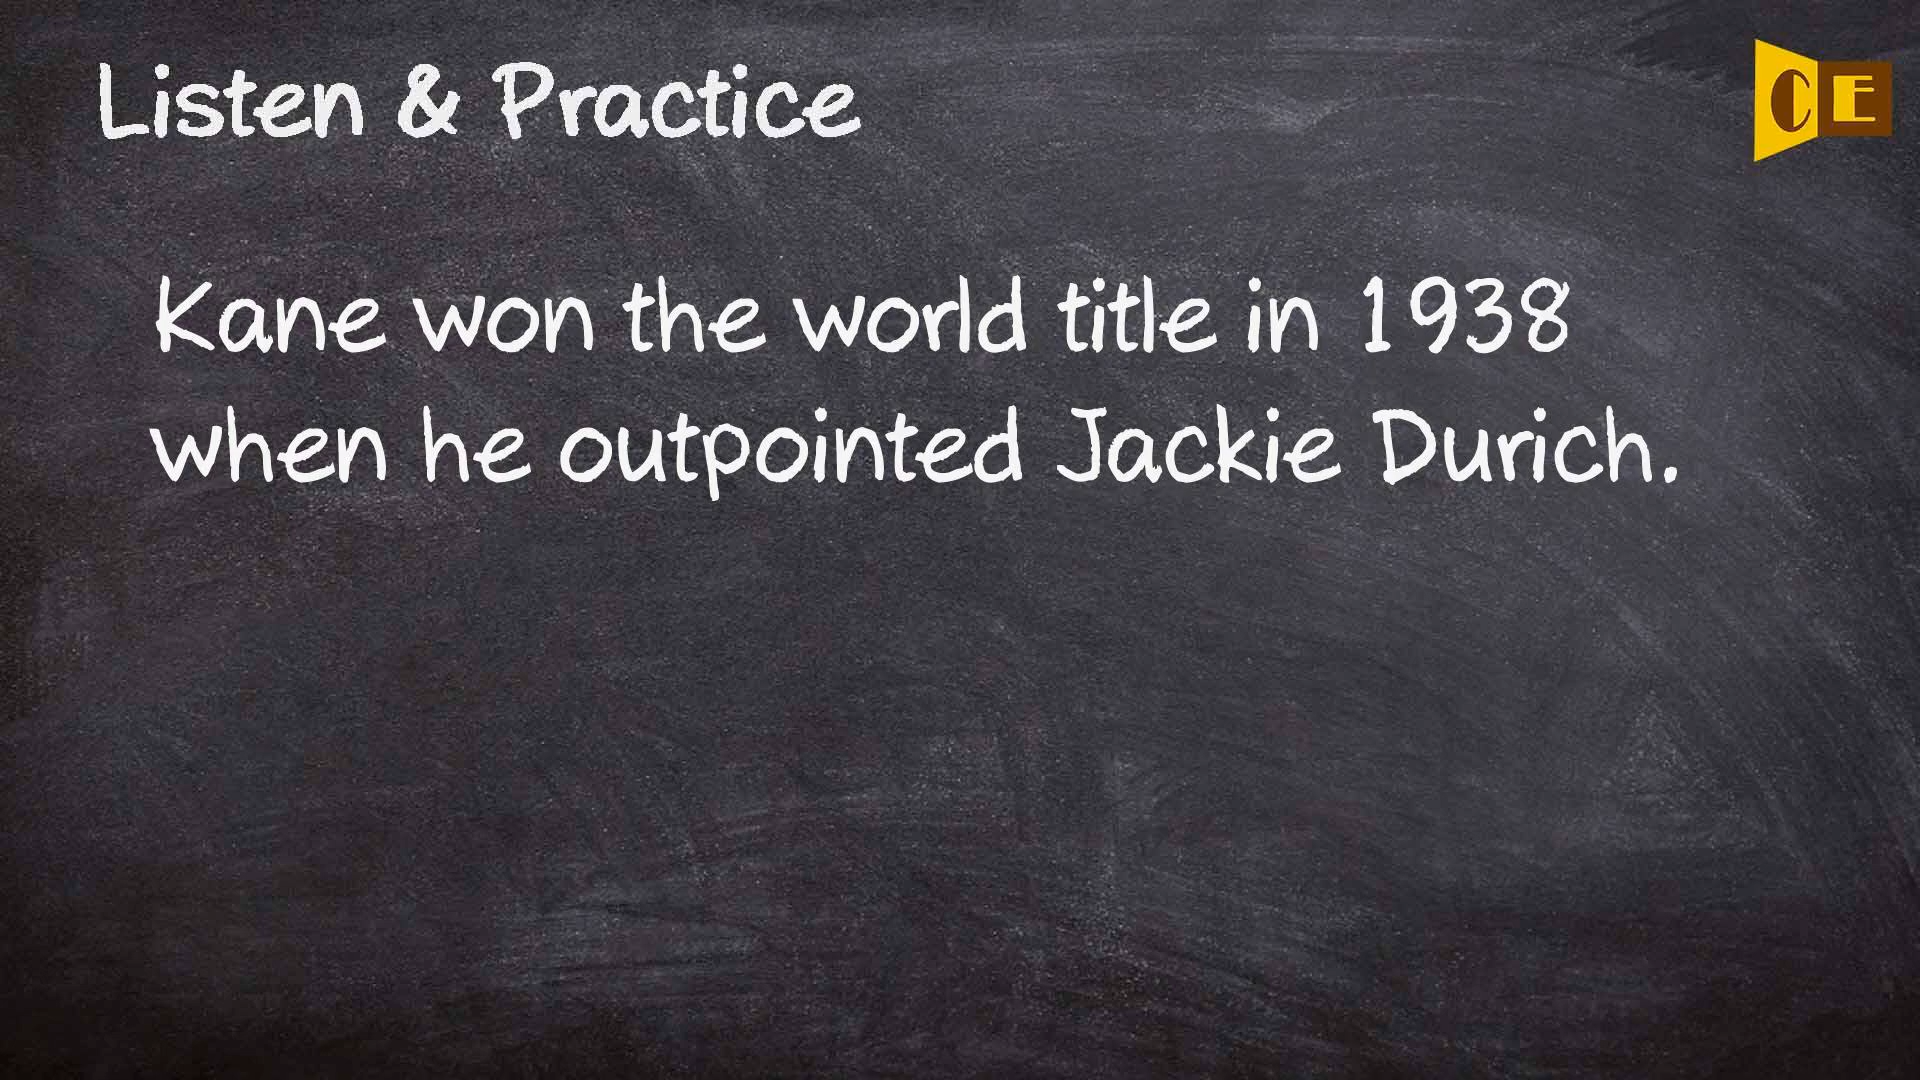 Listen & Practice
CE
Kane won the world title in 1938
when he outpointed Jackie Durich.